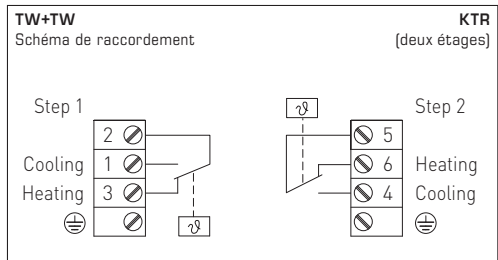 TW+TW KTR
Schéma de raccordement (deux étages)
Step 1 ϑ Step 2
2 5
Cooling 1 6 Heating
Heating 3 4 Cooling
ϑ